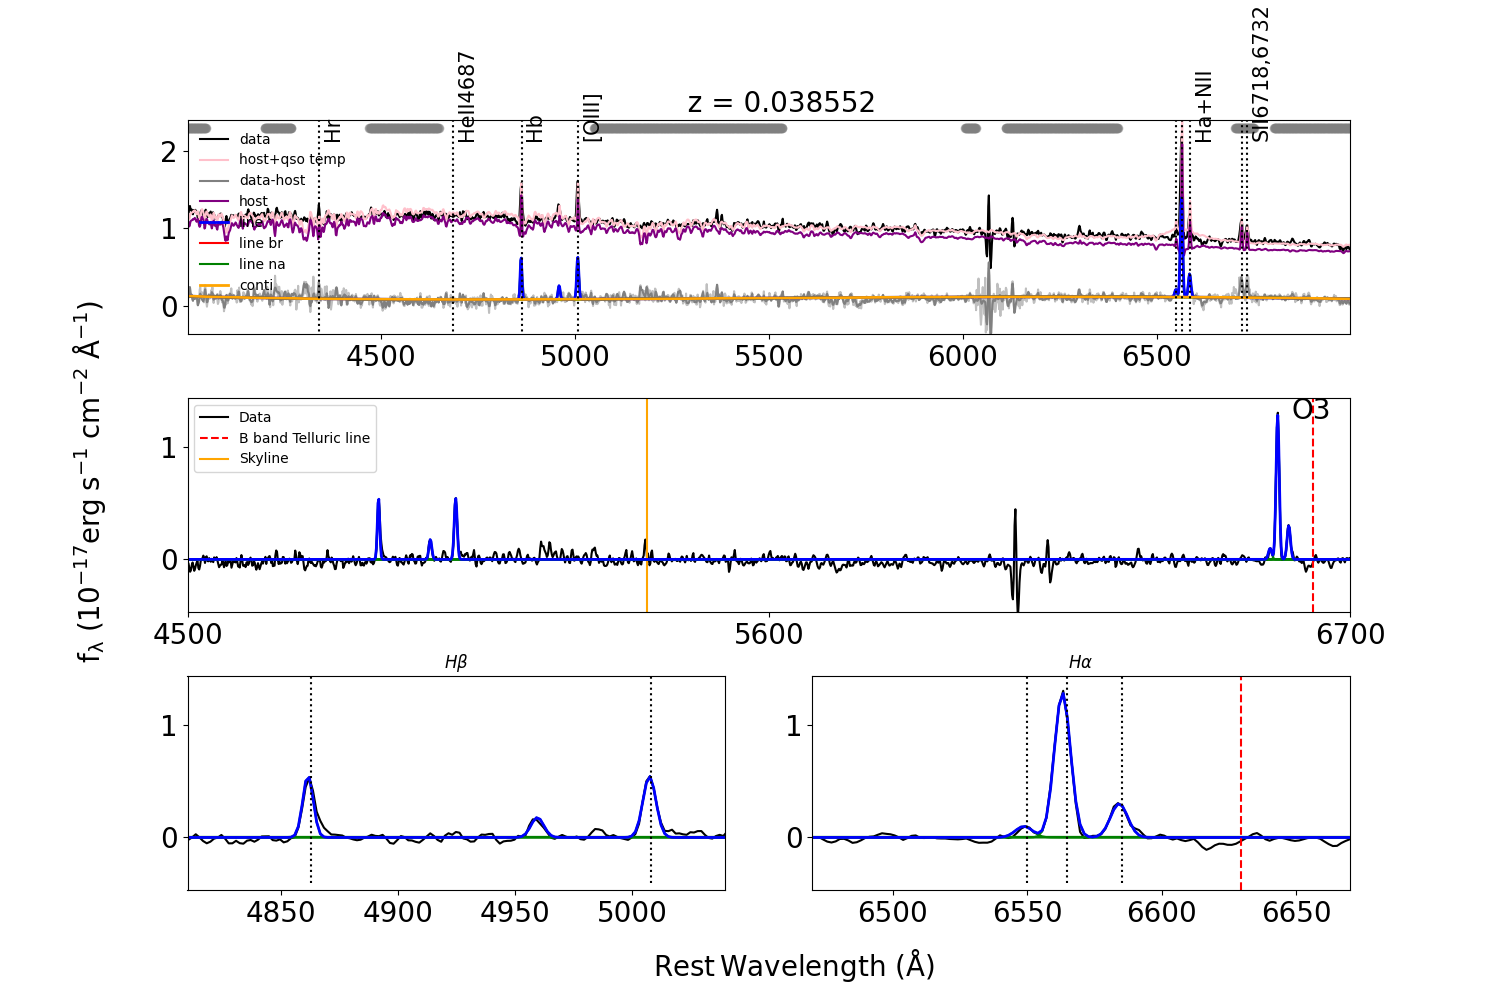 z = 0.038552
Hr
HeII4687
Hb
[OIII]
Ha+NII
SII6718,6732
data
host+qso temp
data-host
host
line
line br
line na
conti
2
1
0
4500
5000
5500
6000
6500
Data
B band Telluric line
Skyline
O3
1
0
4500
5600
6700
fλ (10⁻¹⁷erg s⁻¹ cm⁻² Å⁻¹)
Hβ
1
0
4850
4900
4950
5000
Hα
1
0
6500
6550
6600
6650
Rest Wavelength (Å)